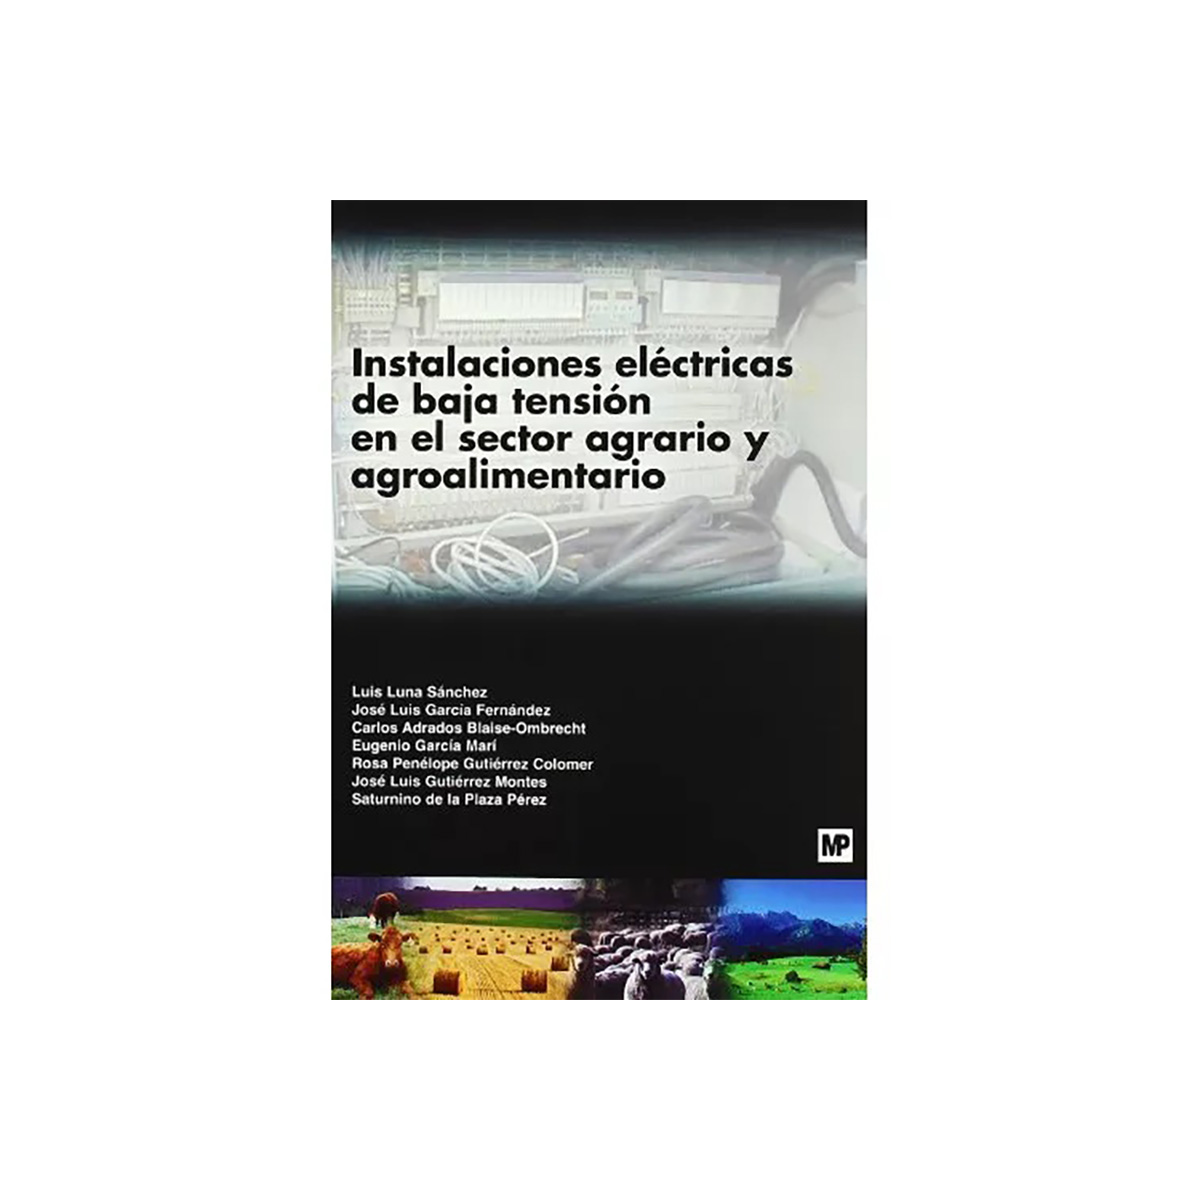 Instalaciones eléctricas
de baja tensión
en el sector agrario y
agroalimentario
Luis Luna Sánchez
José Luis García Fernández
Carlos Adrados Blaise-Ombrecht
Eugenio García Marí
Rosa Penélope Gutiérrez Colomer
José Luis Gutiérrez Montes
Saturnino de la Plaza Pérez
MP